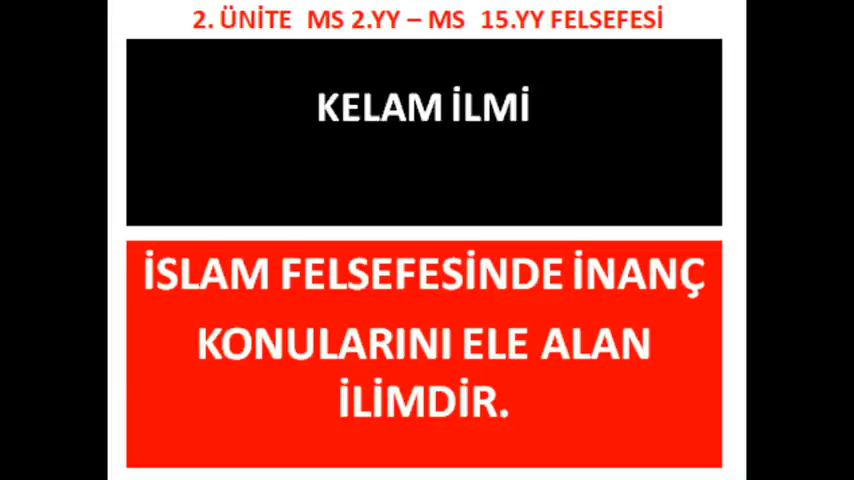 2. ÜNİTE MS 2.YY – MS 15.YY FELSEFESİ
KELAM İLMİ
İSLAM FELSEFESİNDE İNANÇ
KONULARINI ELE ALAN
İLİMDİR.